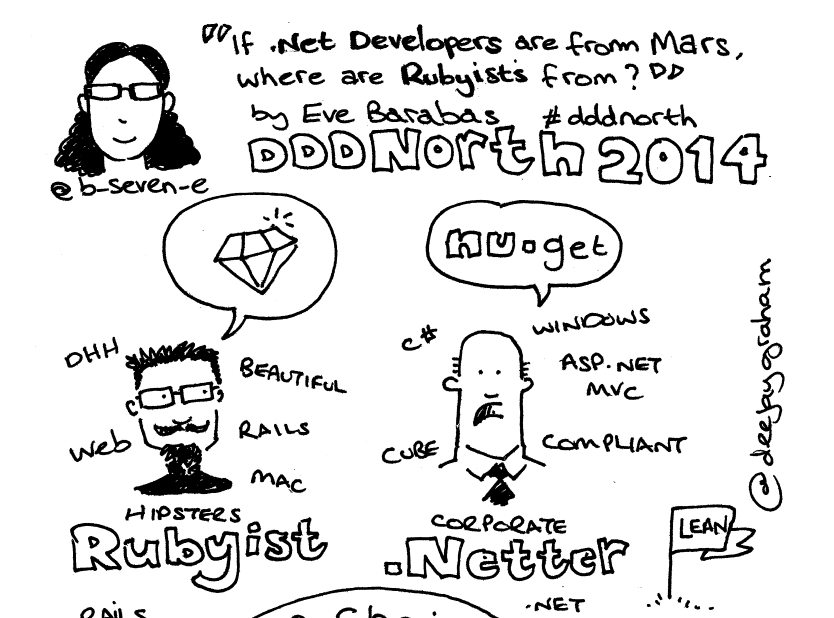 "If .Net Developers are from Mars,
where are Rubyists from?"
by Eve Barabas #dddnorth
DDDNorth 2014
@b-seven-e
nu.get
@deejaygraham
DHH
BEAUTIFUL
Web
RAILS
MAC
HIPSTERS
Rubyist
C#
WINDOWS
ASP.NET
MVC
CUBE
COMPLIANT
CORPORATE
.Netter
LEAN
RAILS
.NET